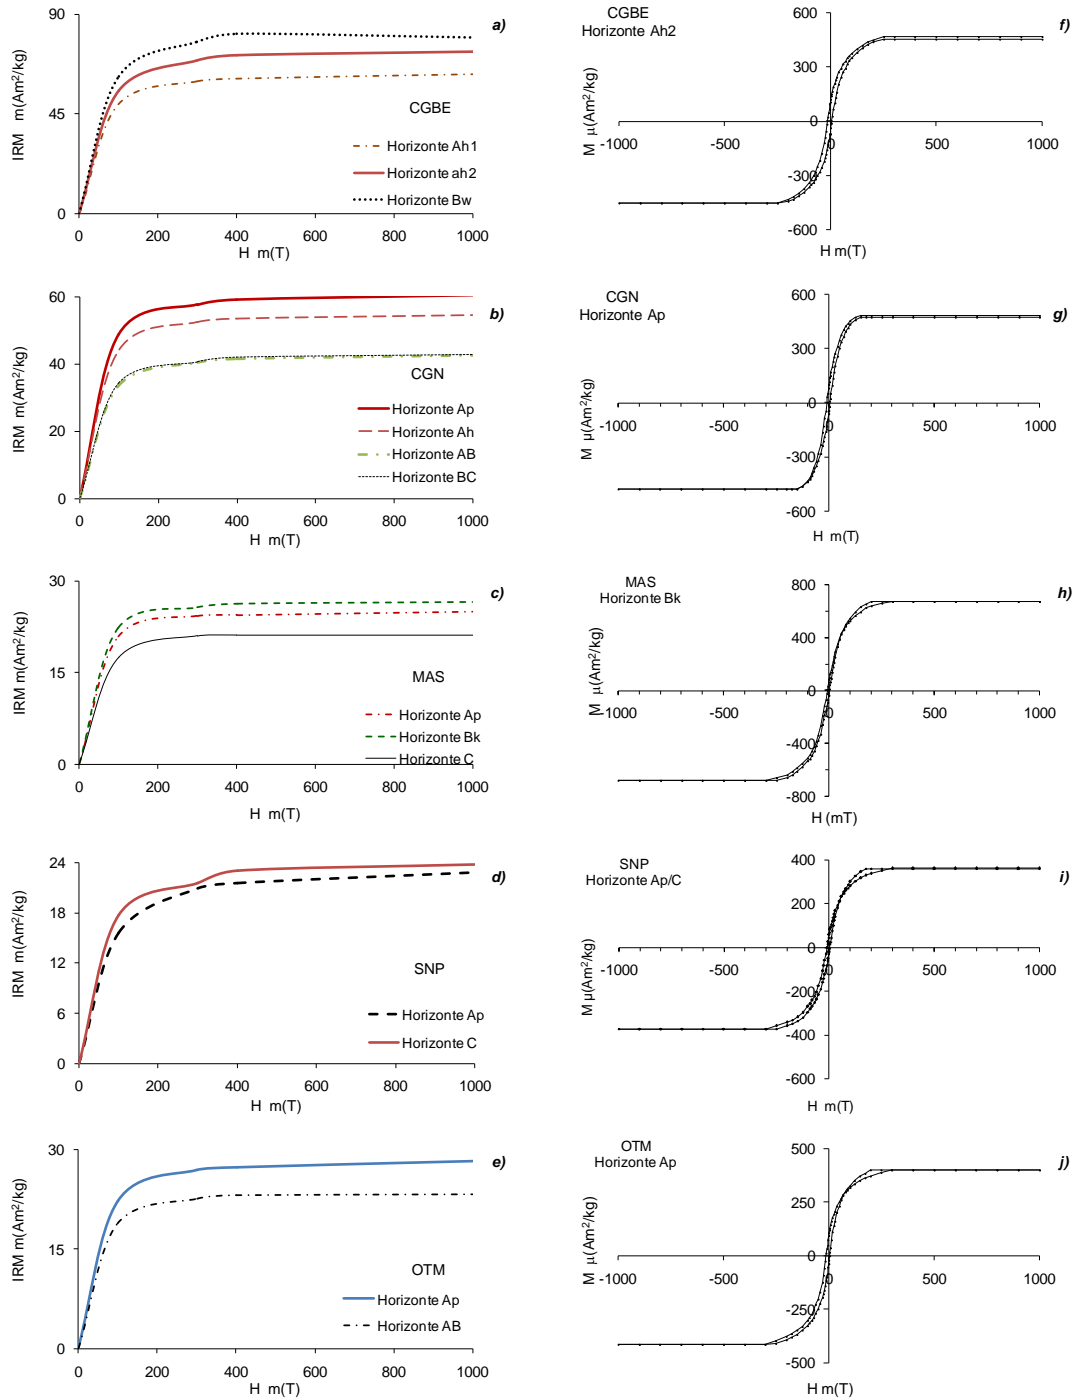 90
45
0
IRM m(Am²/kg)
a)
CGBE
Horizonte Ah1
Horizonte ah2
Horizonte Bw
0 200 400 600 800 1000
H m(T)
CGBE
Horizonte Ah2
f)
600
300
0
-300
-600
M µ(Am²/kg)
-1000 -500 0 500 1000
H m(T)
60
40
20
0
IRM m(Am²/kg)
b)
CGN
Horizonte Ap
Horizonte Ah
Horizonte AB
Horizonte BC
0 200 400 600 800 1000
H m(T)
CGN
Horizonte Ap
g)
600
300
0
-300
-600
M µ(Am²/kg)
-1000 -500 0 500 1000
H m(T)
30
15
0
IRM m(Am²/kg)
c)
MAS
Horizonte Ap
Horizonte Bk
Horizonte C
0 200 400 600 800 1000
H m(T)
MAS
Horizonte Bk
h)
800
400
0
-400
-800
M µ(Am²/kg)
-1000 -500 0 500 1000
H (mT)
24
18
12
6
0
IRM m(Am²/kg)
d)
SNP
Horizonte Ap
Horizonte C
0 200 400 600 800 1000
H m(T)
SNP
Horizonte Ap/C
i)
400
200
0
-200
-400
-600
M µ(Am²/kg)
-1000 -500 0 500 1000
H m(T)
30
15
0
IRM m(Am²/kg)
e)
OTM
Horizonte Ap
Horizonte AB
0 200 400 600 800 1000
H m(T)
OTM
Horizonte Ap
j)
500
250
0
-250
-500
M µ(Am²/kg)
-1000 -500 0 500 1000
H m(T)